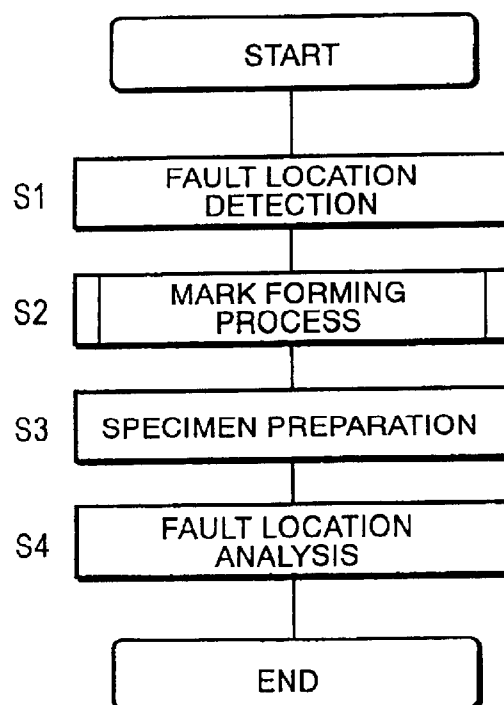 START
S1
FAULT LOCATION
DETECTION
S2
MARK FORMING
PROCESS
S3
SPECIMEN PREPARATION
S4
FAULT LOCATION
ANALYSIS
END